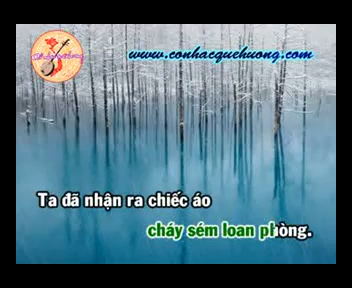 www.conhacquehuong.com
Ta đã nhận ra chiếc áo
cháy sém loan phòng.